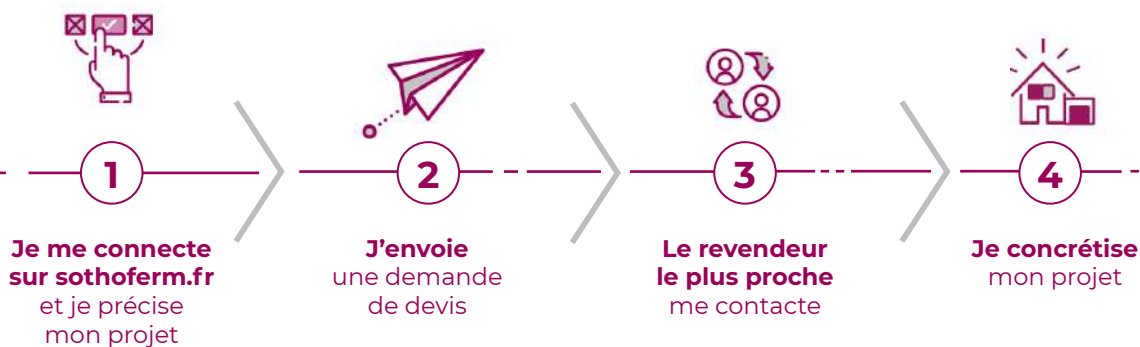 1
Je me connecte
sur sothoferm.fr
et je précise
mon projet
2
J’envoie
une demande
de devis
3
Le revendeur
le plus proche
me contacte
4
Je concrétise
mon projet